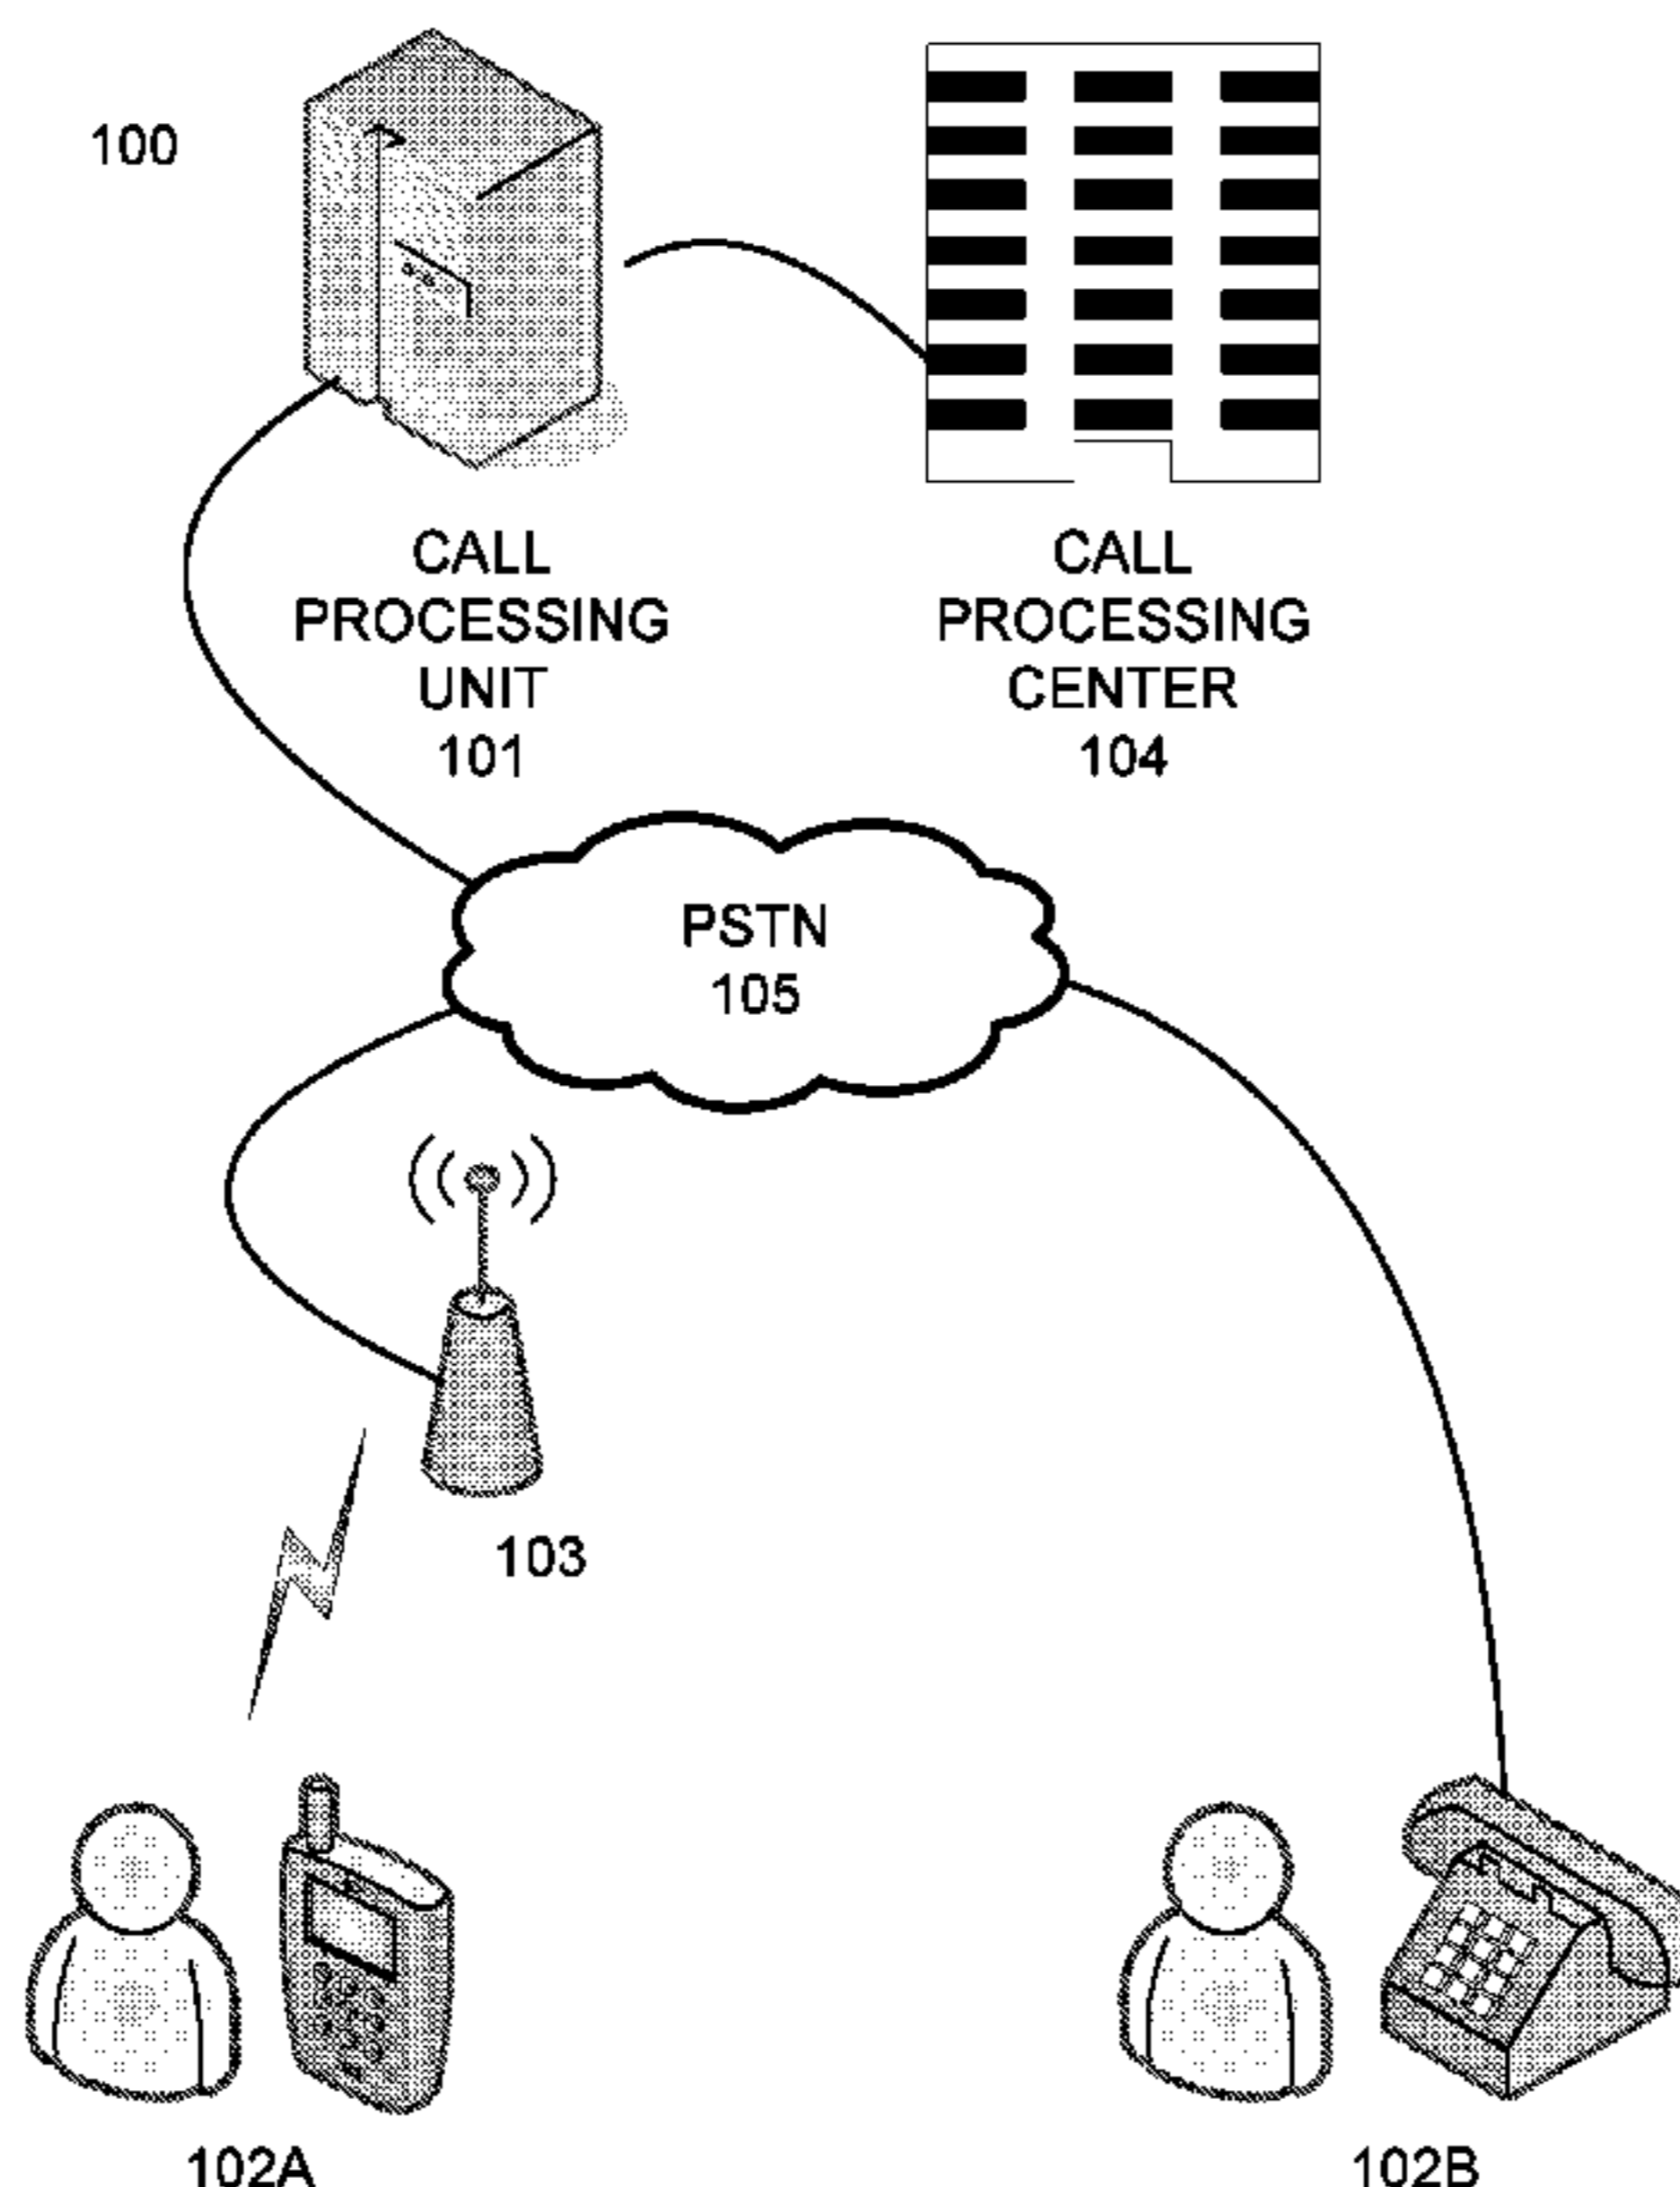 100
CALL
PROCESSING
UNIT
101
CALL
PROCESSING
CENTER
104
PSTN
105
103
102A
102B